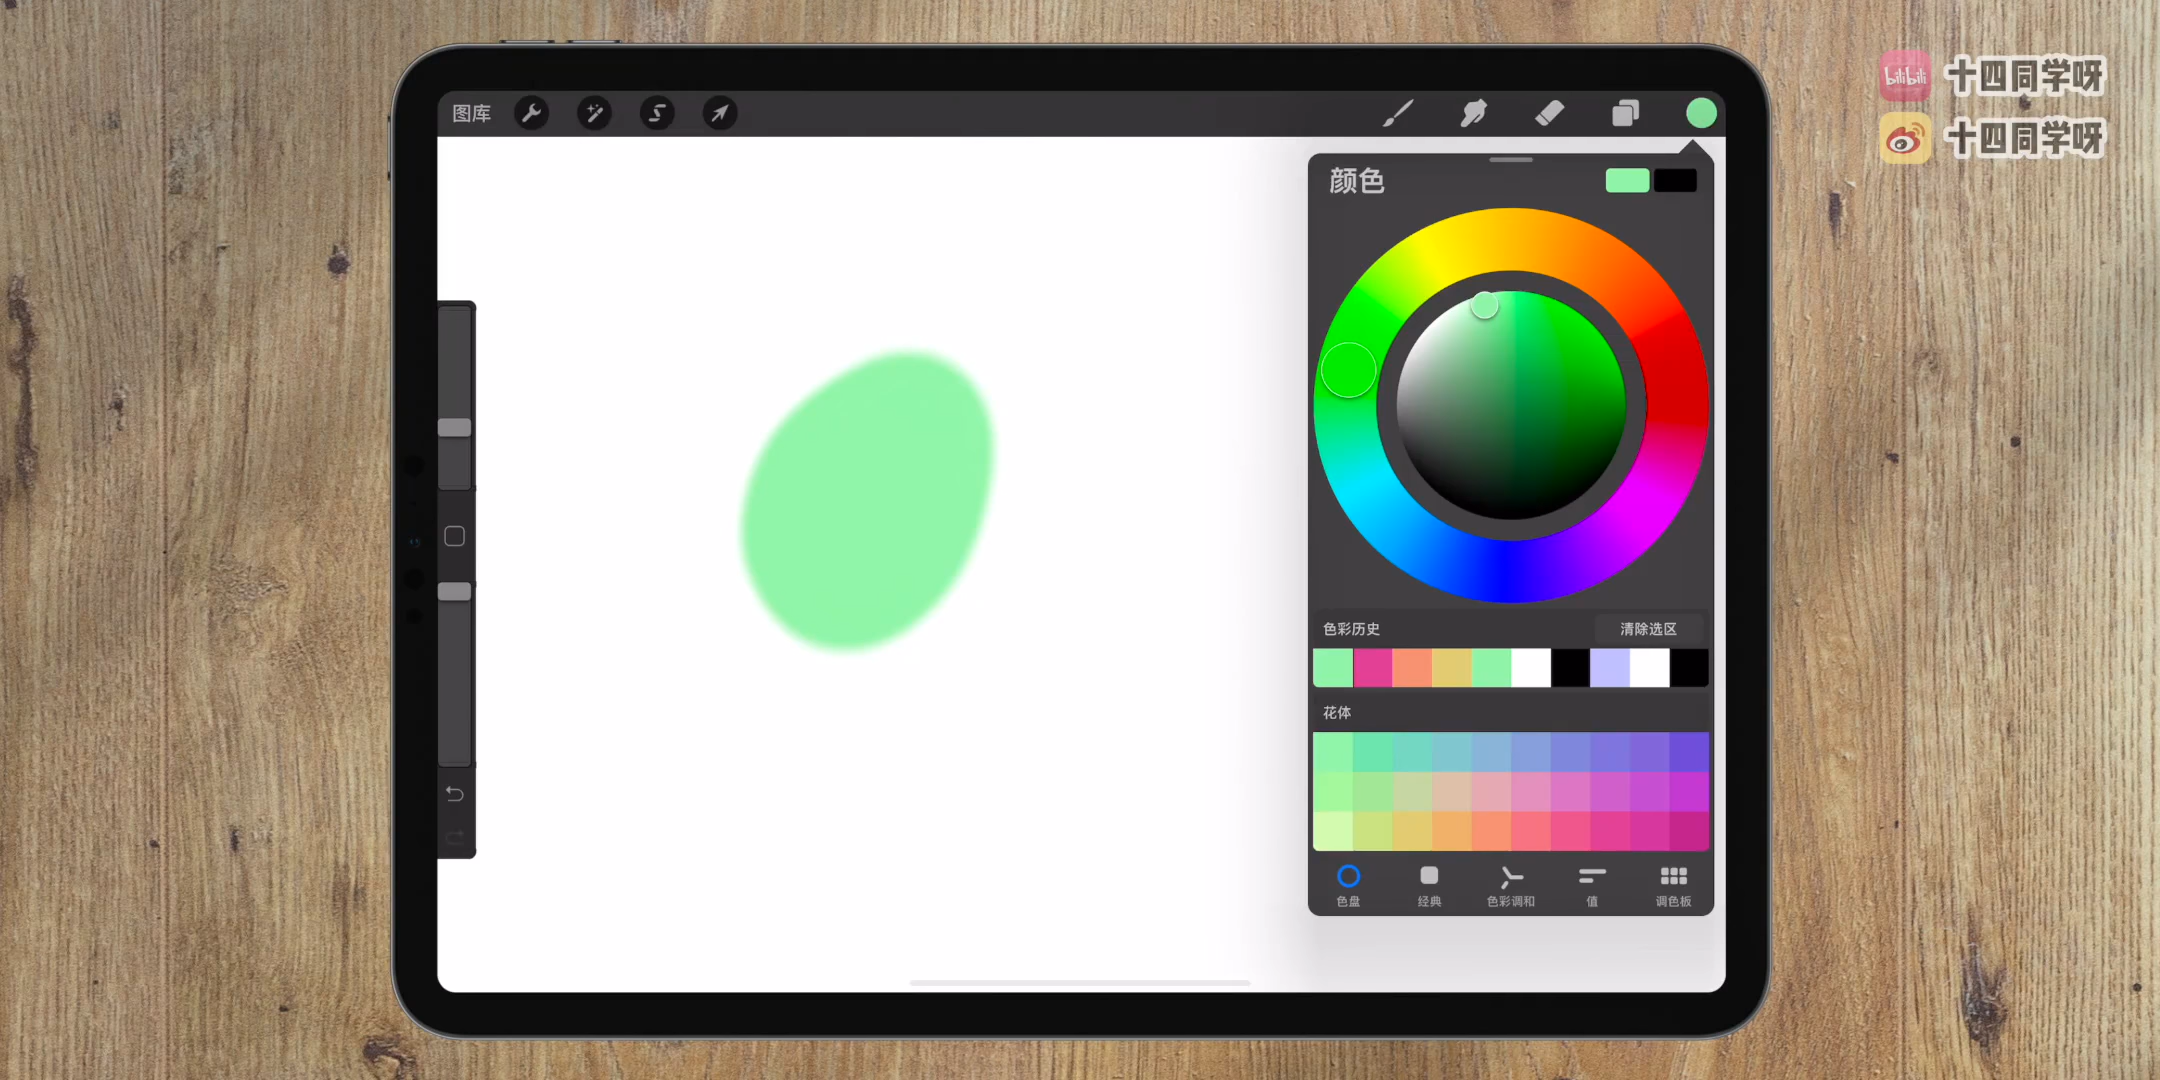 bilibili 十四同学呀
十四同学呀
图库
颜色
色彩历史 清除选区
花体
色盘 经典 色彩调和 值 调色板